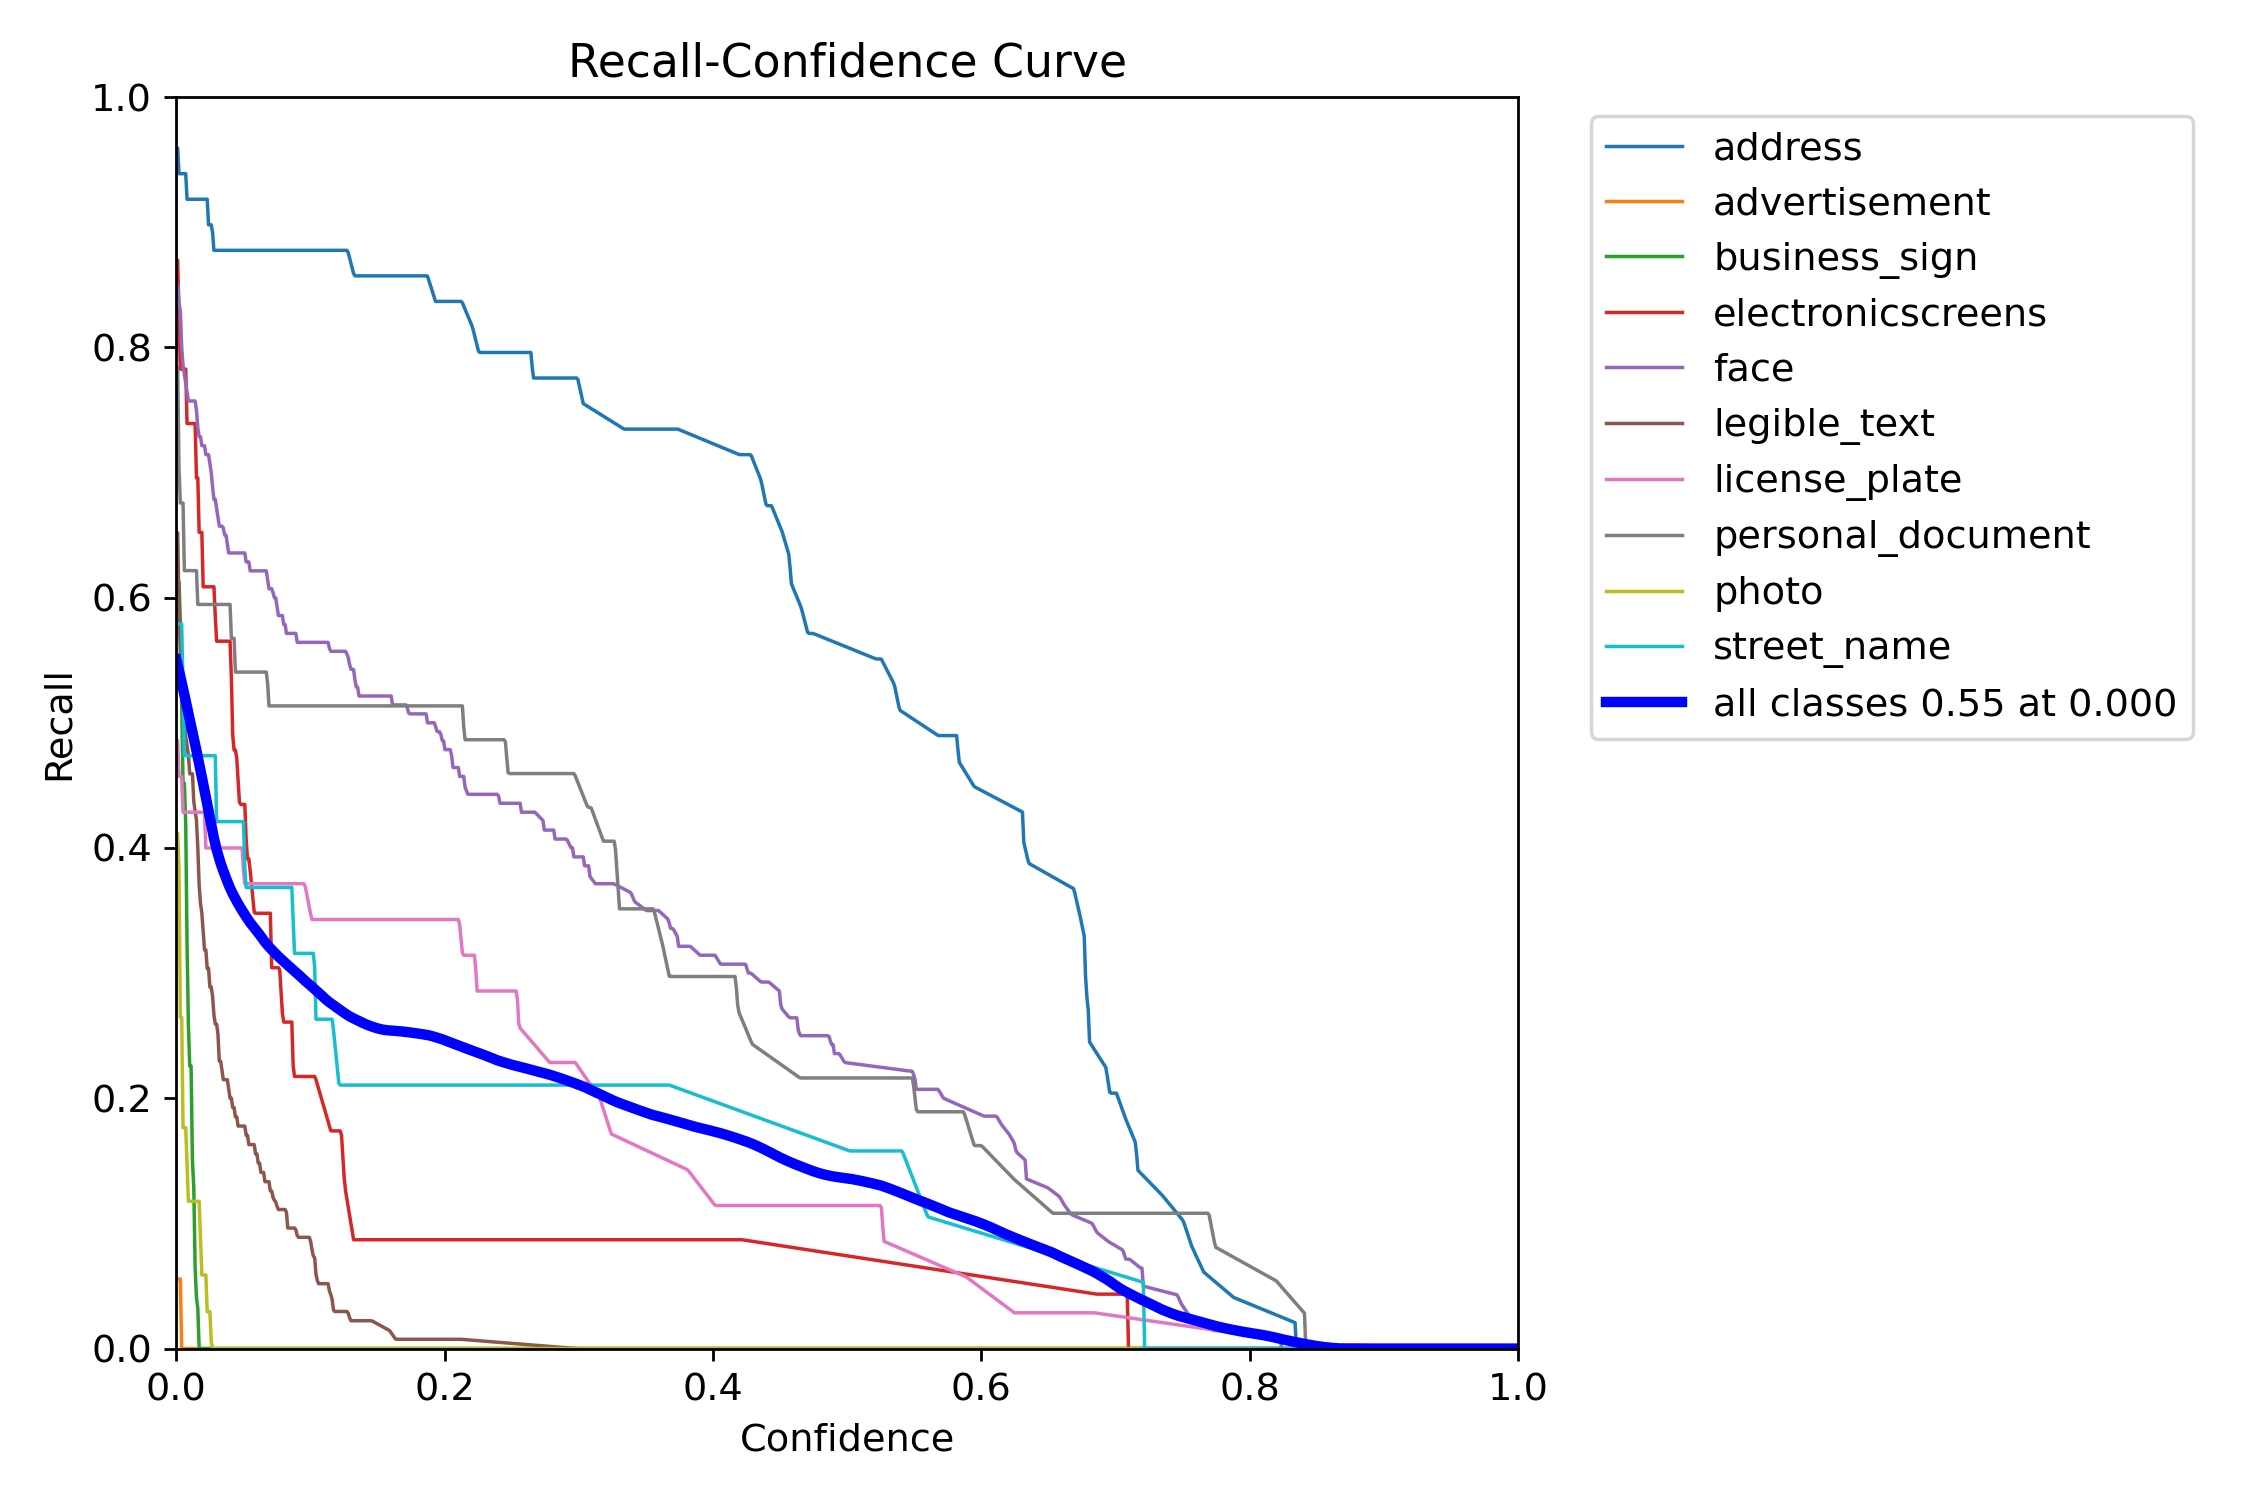 Recall-Confidence Curve
1.0
0.8
0.6
0.4
0.2
0.0
Recall
0.0 0.2 0.4 0.6 0.8 1.0
Confidence
address
advertisement
business_sign
electronicscreens
face
legible_text
license_plate
personal_document
photo
street_name
all classes 0.55 at 0.000